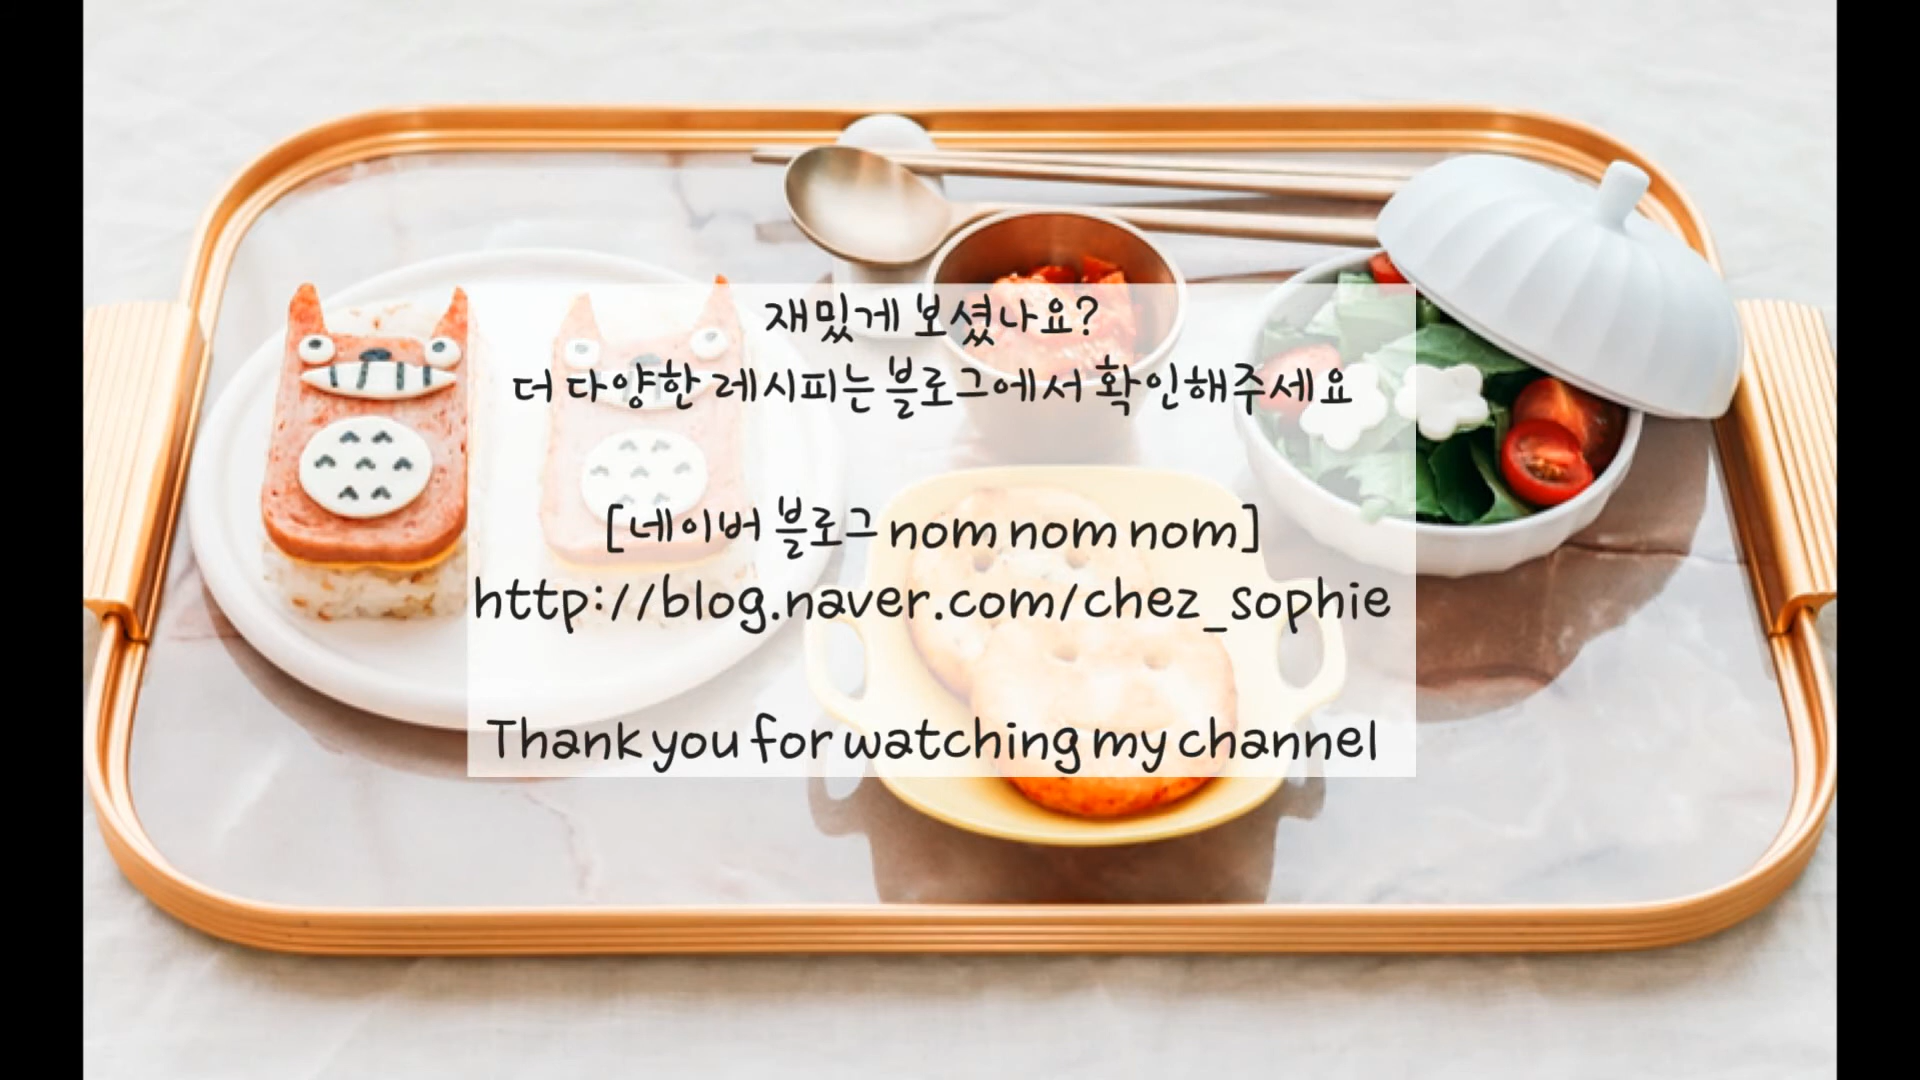 재밌게 보셨나요?
더 다양한 레시피는 블로그에서 확인해주세요
[네이버 블로그 nom nom nom]
http://blog.naver.com/chez_sophie
Thank you for watching my channel